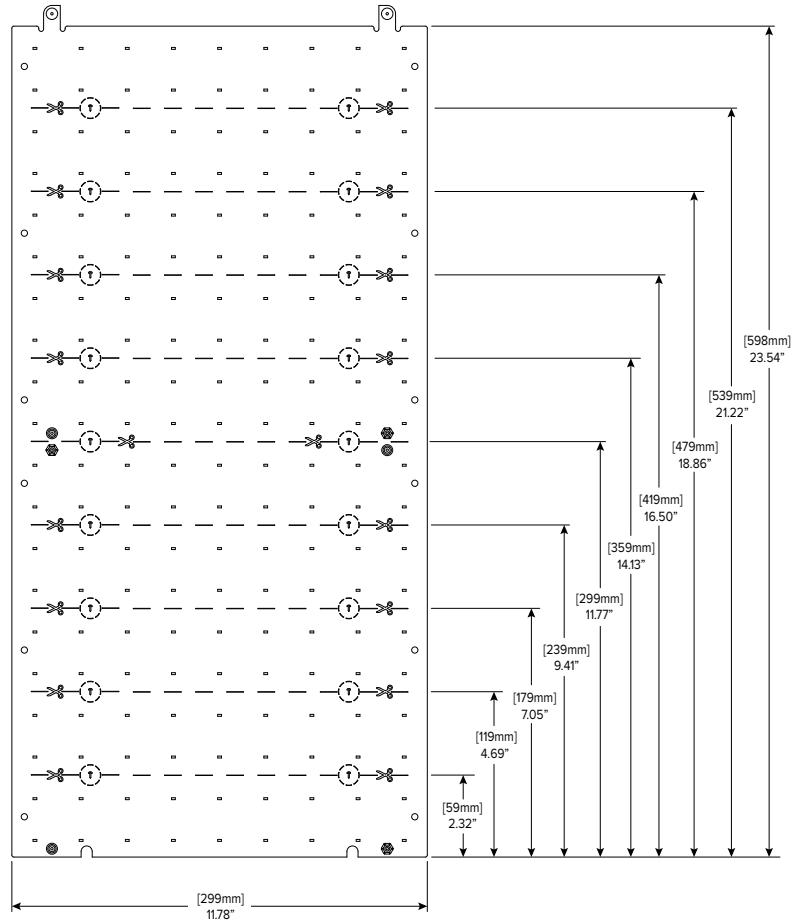 [598mm]
23.54”
[539mm]
21.22”
[479mm]
18.86”
[419mm]
16.50”
[359mm]
14.13”
[299mm]
11.77”
[239mm]
9.41”
[179mm]
7.05”
[119mm]
4.69”
[59mm]
2.32”
[299mm]
11.78”